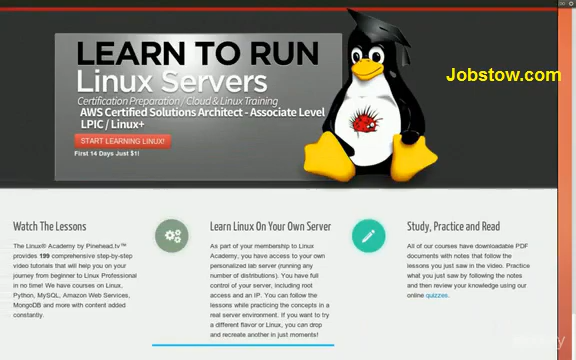 LEARN TO RUN
Linux Servers
Certification Preparation / Cloud & Linux Training
AWS Certified Solutions Architect - Associate Level
LPIC / Linux+
START LEARNING LINUX!
First 14 Days Just $1!
Jobstow.com
Watch The Lessons
The Linux® Academy by Pinehead.tv™
provides 199 comprehensive step-by-step
video tutorials that will help you on your
journey from beginner to Linux Professional
in no time! We have courses on Linux,
Python, MySQL, Amazon Web Services,
MongoDB and more with content added
constantly.
Learn Linux On Your Own Server
As part of your membership to Linux
Academy, you have access to your own
personalized lab server (running any
number of distributions). You have full
control of your server, including root
access and an IP. You can follow the
lessons while practicing the concepts in a
real server environment. If you want to try
a different flavor or Linux, you can drop
and recreate another in just moments!
Study, Practice and Read
All of our courses have downloadable PDF
documents with notes that follow the
lessons you just saw in the video. Practice
what you just saw by following the notes
and then review your knowledge using our
online quizzes.